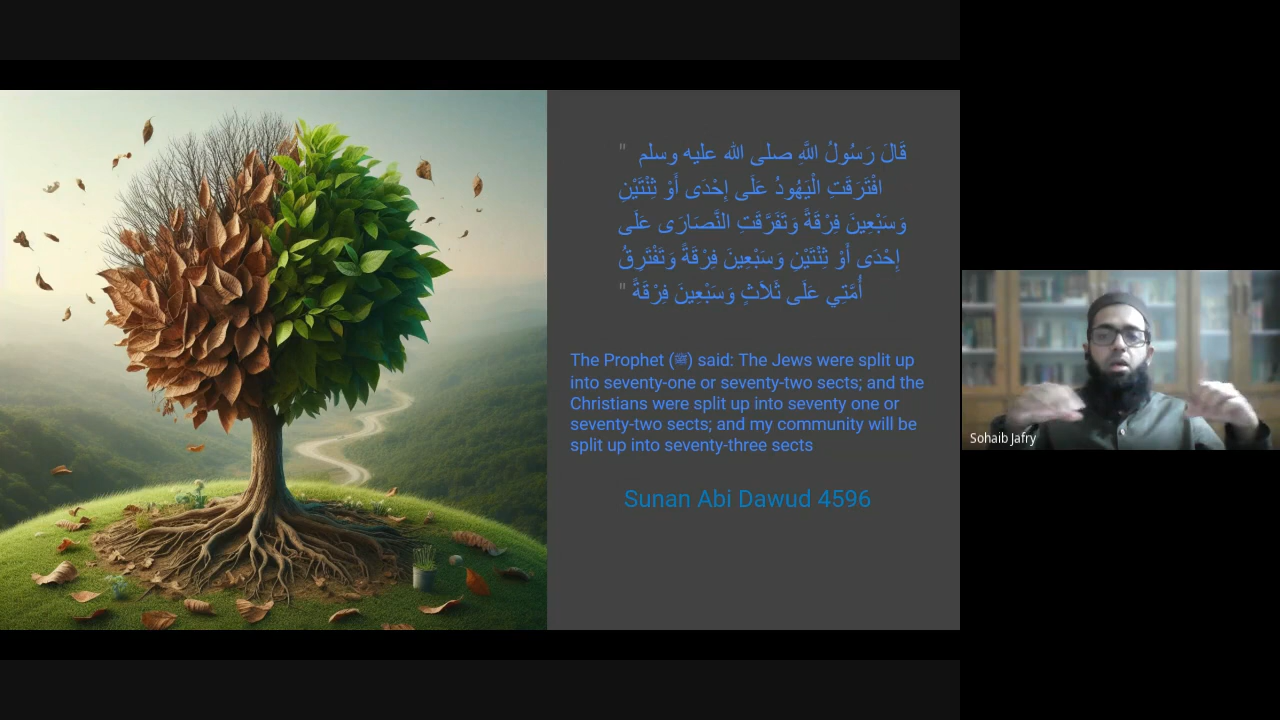 قَالَ رَسُولُ اللَّهِ صلى الله عليه وسلم ‏"‏
افْتَرَقَتِ الْيَهُودُ عَلَى إِحْدَى أَوْ ثِنْتَيْنِ
وَسَبْعِينَ فِرْقَةً وَتَفَرَّقَتِ النَّصَارَى عَلَى
إِحْدَى أَوْ ثِنْتَيْنِ وَسَبْعِينَ فِرْقَةً وَتَفْتَرِقُ
أُمَّتِي عَلَى ثَلاَثٍ وَسَبْعِينَ فِرْقَةً ‏"‏
The Prophet (ﷺ) said: The Jews were split up
into seventy-one or seventy-two sects; and the
Christians were split up into seventy one or
seventy-two sects; and my community will be
split up into seventy-three sects
Sunan Abi Dawud 4596
Sohaib Jafry